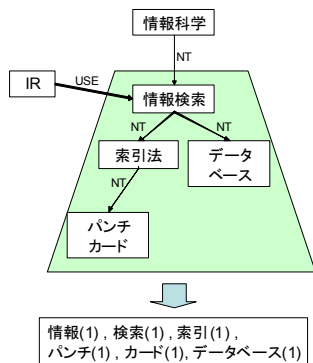 情報科学
NT
IR
USE
情報検索
NT
NT
索引法
データ
ベース
NT
パンチ
カード
情報(1) , 検索(1) , 索引(1) ,
パンチ(1) , カード(1), データベース(1)